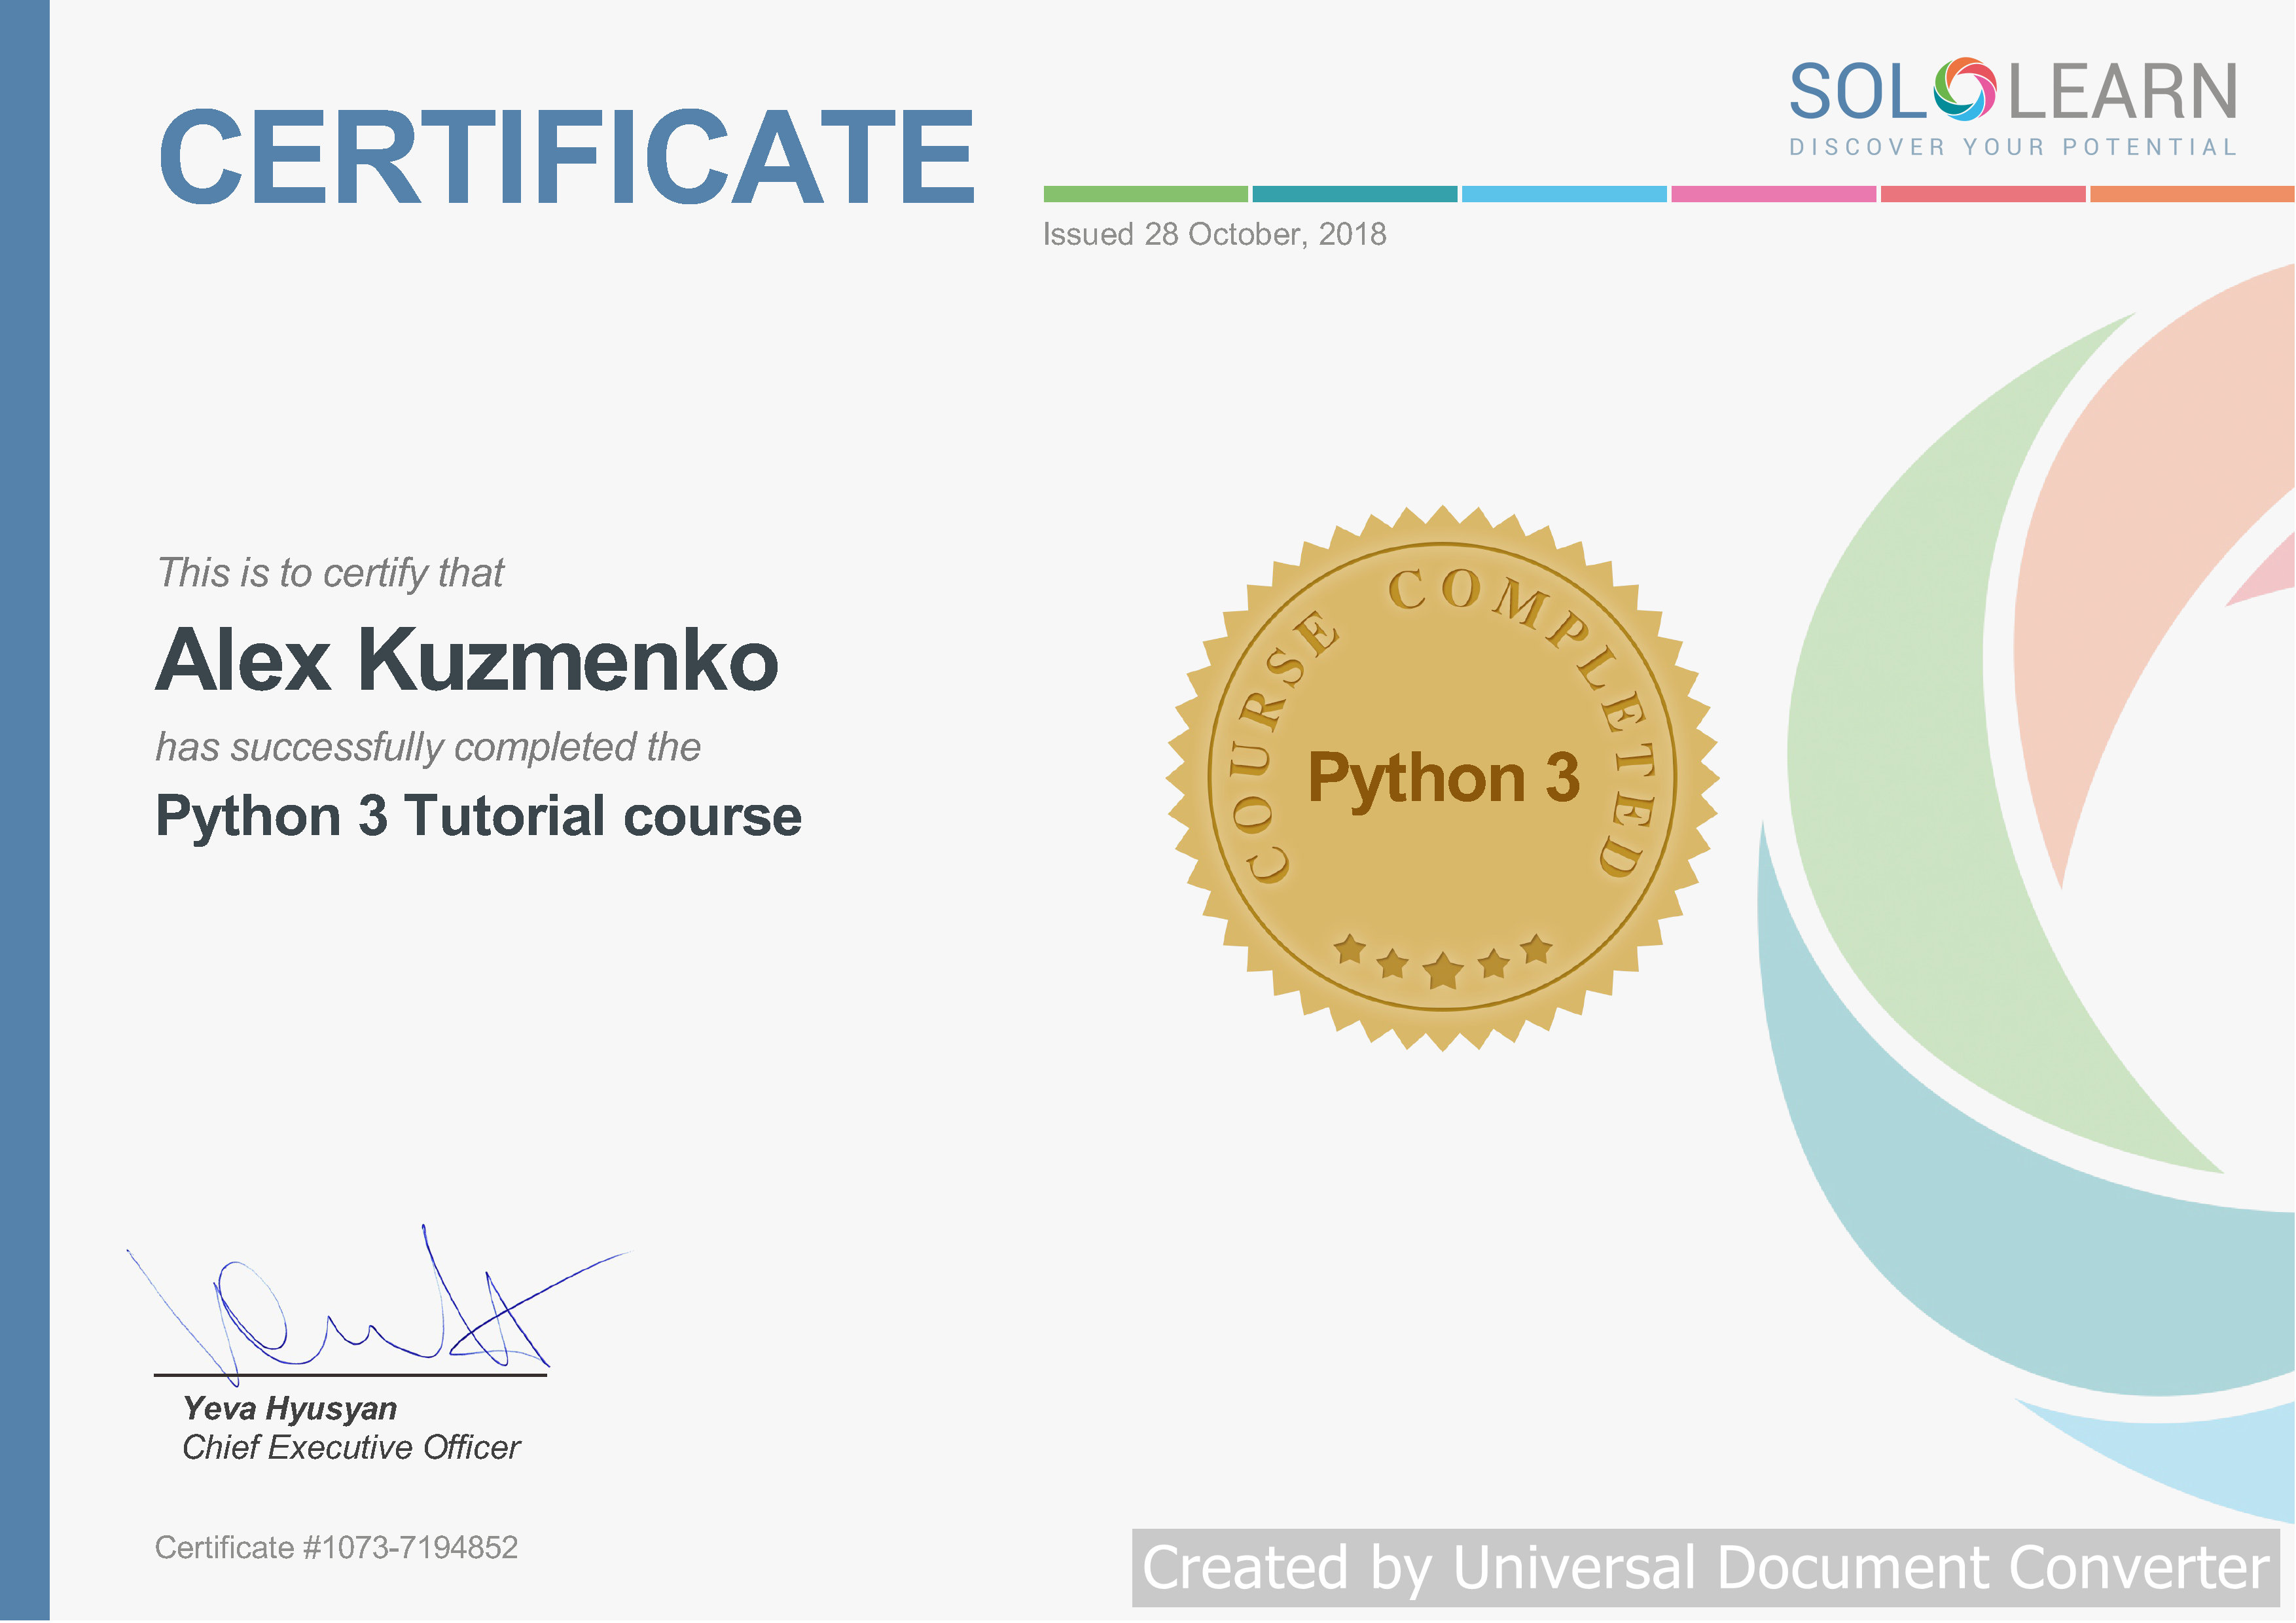 SOLOLEARN
DISCOVER YOUR POTENTIAL
CERTIFICATE
Issued 28 October, 2018
This is to certify that
Alex Kuzmenko
has successfully completed the
Python 3 Tutorial course
COURSE COMPLETED
Python 3
Yeva Hyusyan
Chief Executive Officer
Certificate #1073-7194852
Created by Universal Document Converter